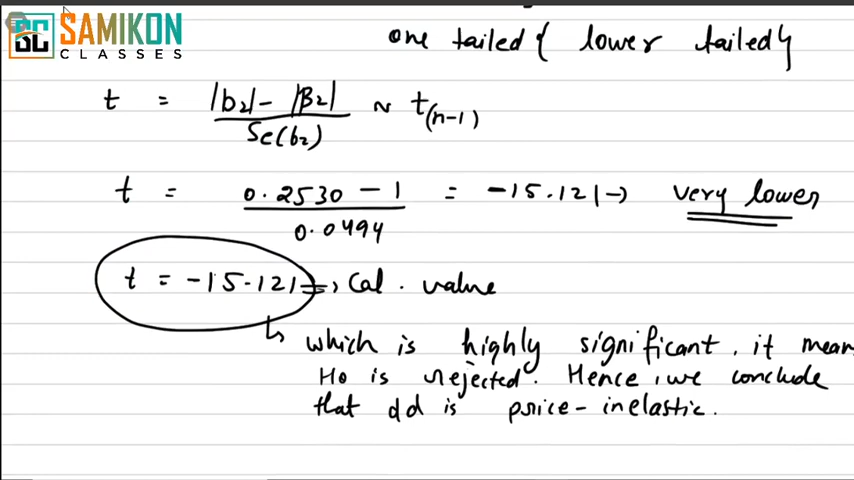 SC SAMIKON
CLASSES
one tailed { lower tailed }
t = |b2| - |β2| / Se(b2) ~ t(n-1)
t = 0.2530 - 1 / 0.0494 = -15.121 → very lower
t = -15.121 → Cal. value
↳ which is highly significant, it mean
Ho is rejected. Hence, we conclude
that dd is price-inelastic.